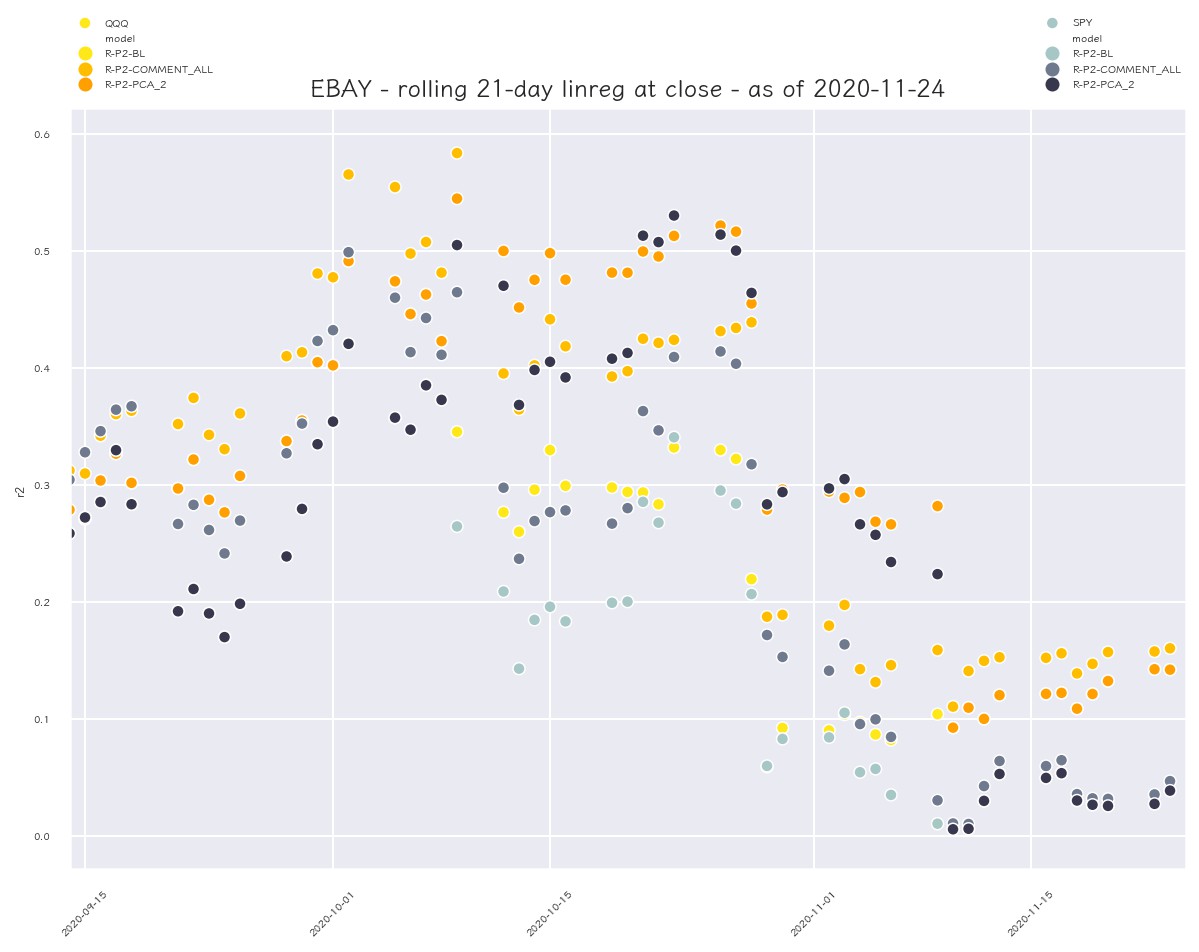 QQQ
model
R-P2-BL
R-P2-COMMENT_ALL
R-P2-PCA_2
SPY
model
R-P2-BL
R-P2-COMMENT_ALL
R-P2-PCA_2
EBAY - rolling 21-day linreg at close - as of 2020-11-24
0.6
0.5
0.4
0.3
0.2
0.1
0.0
r2
2020-09-15
2020-10-01
2020-10-15
2020-11-01
2020-11-15